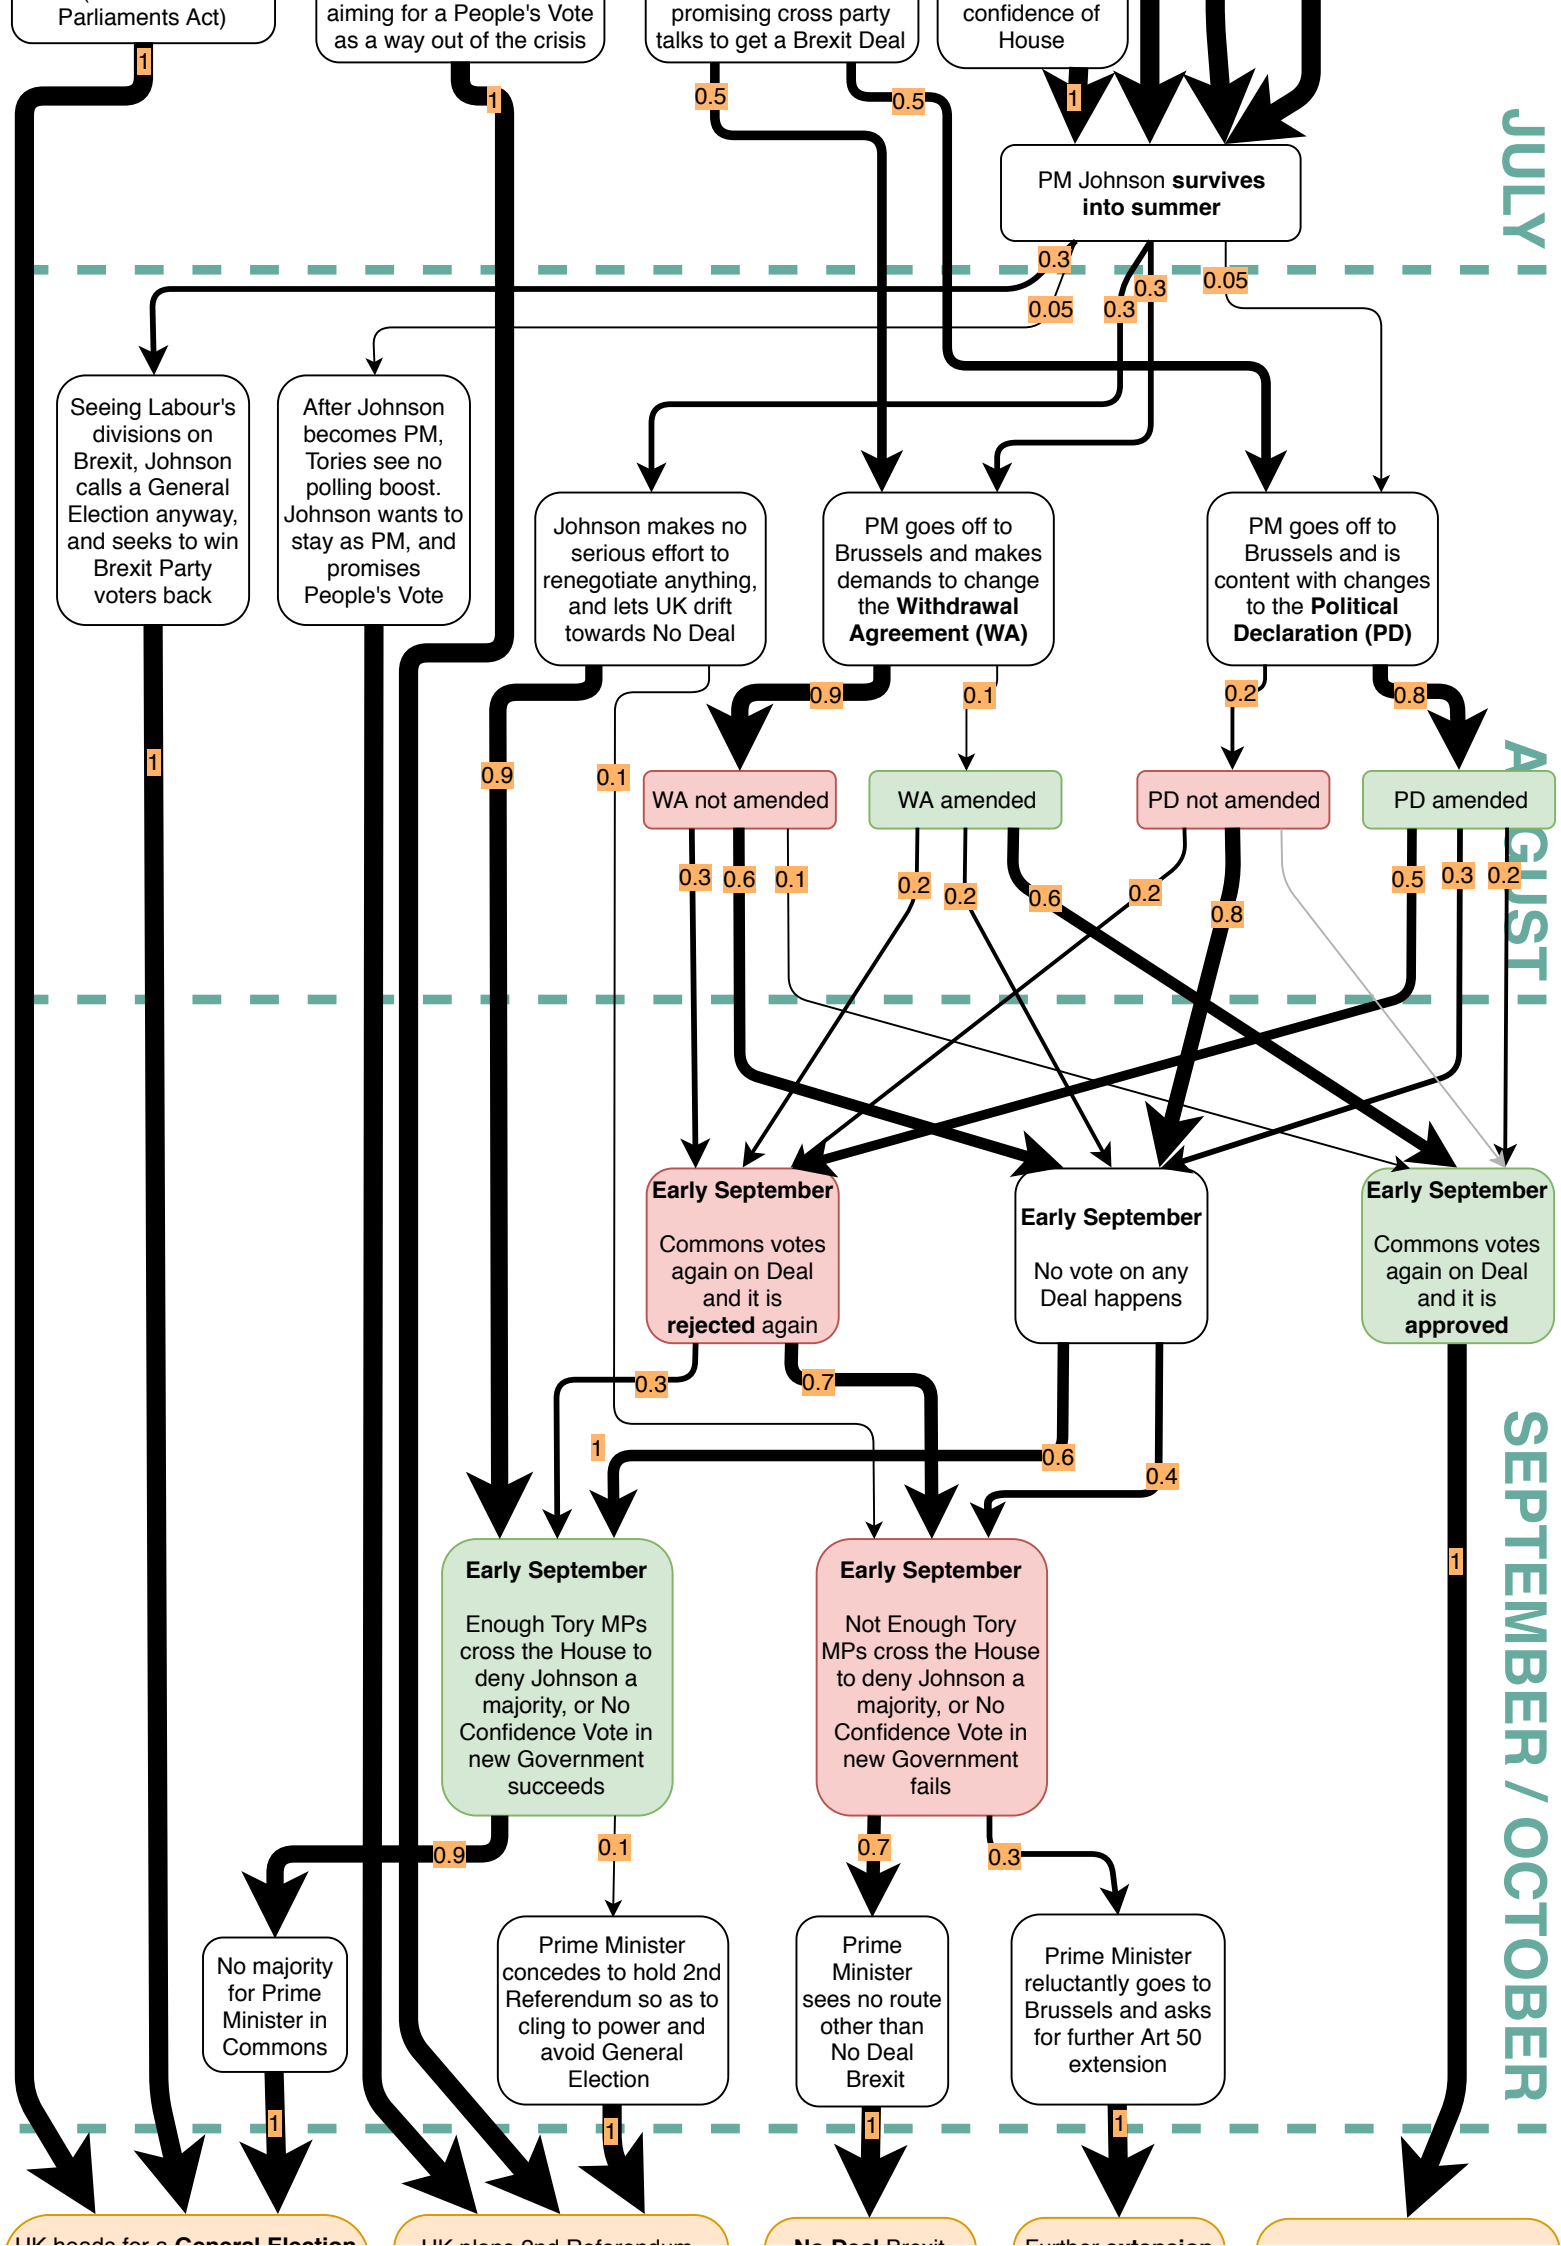 Parliaments Act)
aiming for a People's Vote
as a way out of the crisis
promising cross party
talks to get a Brexit Deal
confidence of
House
1
1
0.5
0.5
1
JULY
PM Johnson survives
into summer
0.3
0.05
0.3
0.3
0.05
Seeing Labour's
divisions on
Brexit, Johnson
calls a General
Election anyway,
and seeks to win
Brexit Party
voters back
After Johnson
becomes PM,
Tories see no
polling boost.
Johnson wants to
stay as PM, and
promises
People's Vote
Johnson makes no
serious effort to
renegotiate anything,
and lets UK drift
towards No Deal
PM goes off to
Brussels and makes
demands to change
the Withdrawal
Agreement (WA)
PM goes off to
Brussels and is
content with changes
to the Political
Declaration (PD)
0.9
0.1
0.2
0.8
1
0.9
0.1
AUGUST
WA not amended
WA amended
PD not amended
PD amended
0.3
0.6
0.1
0.2
0.2
0.6
0.2
0.8
0.5
0.3
0.2
Early September
Commons votes
again on Deal
and it is
rejected again
Early September
No vote on any
Deal happens
Early September
Commons votes
again on Deal
and it is
approved
0.3
0.7
1
0.6
0.4
SEPTEMBER / OCTOBER
1
Early September
Enough Tory MPs
cross the House to
deny Johnson a
majority, or No
Confidence Vote in
new Government
succeeds
Early September
Not Enough Tory
MPs cross the House
to deny Johnson a
majority, or No
Confidence Vote in
new Government
fails
0.9
0.1
0.7
0.3
No majority
for Prime
Minister in
Commons
Prime Minister
concedes to hold 2nd
Referendum so as to
cling to power and
avoid General
Election
Prime
Minister
sees no route
other than
No Deal
Brexit
Prime Minister
reluctantly goes to
Brussels and asks
for further Art 50
extension
1
1
1
1
UK heads for a General Election
UK plans 2nd Referendum
No Deal Brexit
Further extension